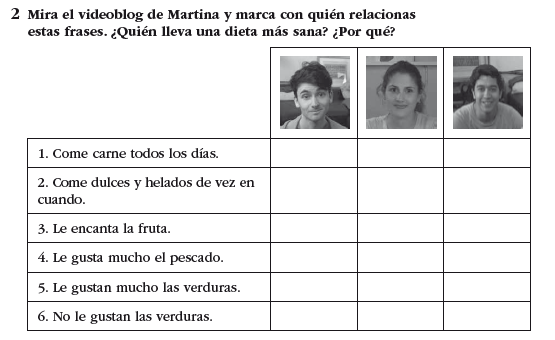 2 Mira el videoblog de Martina y marca con quién relacionas
estas frases. ¿Quién lleva una dieta más sana? ¿Por qué?
1. Come carne todos los días.
2. Come dulces y helados de vez en
cuando.
3. Le encanta la fruta.
4. Le gusta mucho el pescado.
5. Le gustan mucho las verduras.
6. No le gustan las verduras.